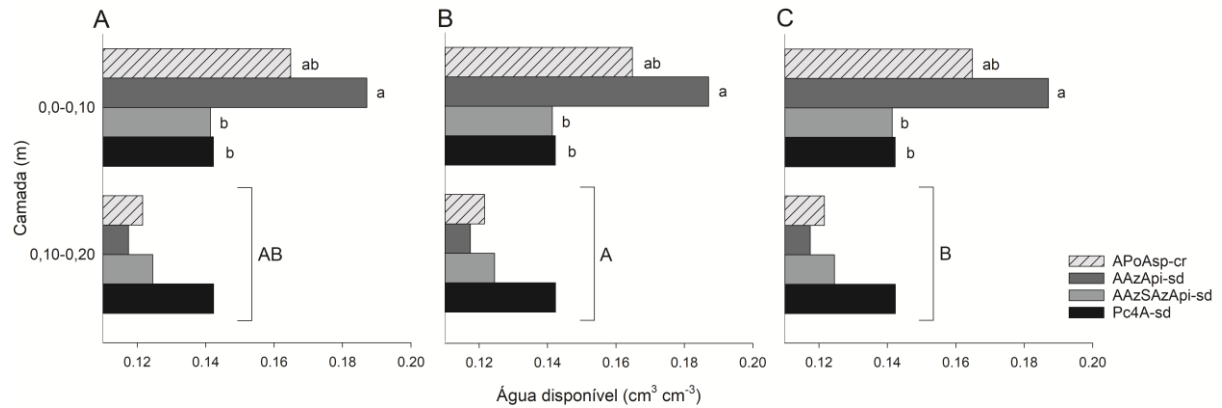 A
B
C
ab
ab
ab
a
a
a
0,0-0,10
b
b
b
b
b
b
Camada (m)
AB
A
B
0,10-0,20
APoAsp-cr
AAzApi-sd
AAzSAzApi-sd
Pc4A-sd
0.12 0.14 0.16 0.18 0.20
0.12 0.14 0.16 0.18 0.20
0.12 0.14 0.16 0.18 0.20
Água disponível (cm³ cm⁻³)